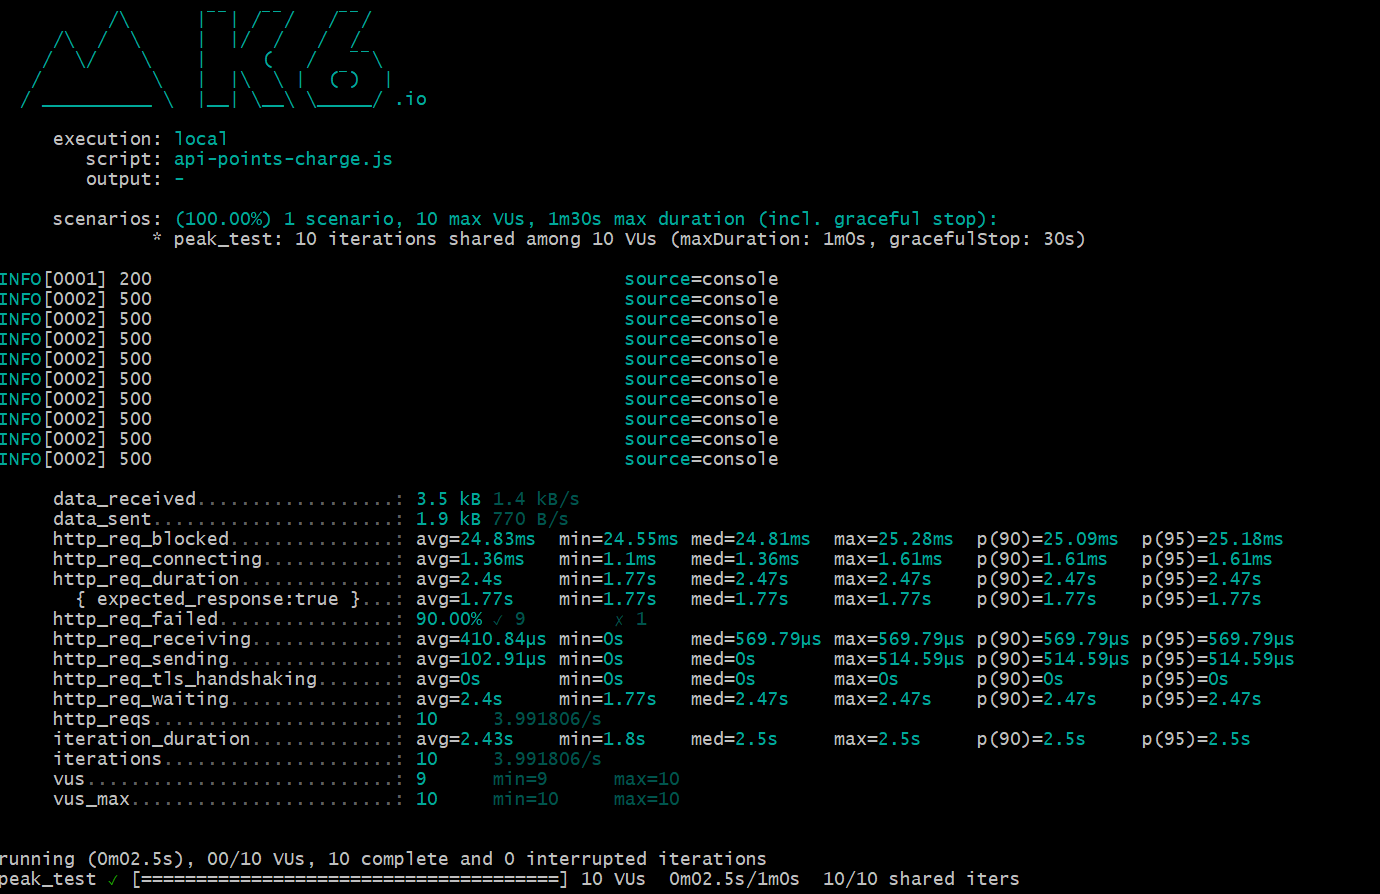 /\      |‾‾| /‾‾/   /‾‾/
     /\  /  \     |  |/  /   /  /
    /  \/    \    |     (   /   ‾‾\
   /          \   |  |\  \ |  (‾)  |
  / __________ \  |__| \__\ \_____/ .io
execution: local
script: api-points-charge.js
output: -
scenarios: (100.00%) 1 scenario, 10 max VUs, 1m30s max duration (incl. graceful stop):
* peak_test: 10 iterations shared among 10 VUs (maxDuration: 1m0s, gracefulStop: 30s)
INFO[0001] 200 source=console
INFO[0002] 500 source=console
INFO[0002] 500 source=console
INFO[0002] 500 source=console
INFO[0002] 500 source=console
INFO[0002] 500 source=console
INFO[0002] 500 source=console
INFO[0002] 500 source=console
INFO[0002] 500 source=console
INFO[0002] 500 source=console
data_received..................: 3.5 kB 1.4 kB/s
data_sent......................: 1.9 kB 770 B/s
http_req_blocked...............: avg=24.83ms min=24.55ms med=24.81ms max=25.28ms p(90)=25.09ms p(95)=25.18ms
http_req_connecting............: avg=1.36ms min=1.1ms med=1.36ms max=1.61ms p(90)=1.61ms p(95)=1.61ms
http_req_duration..............: avg=2.4s min=1.77s med=2.47s max=2.47s p(90)=2.47s p(95)=2.47s
{ expected_response:true }...: avg=1.77s min=1.77s med=1.77s max=1.77s p(90)=1.77s p(95)=1.77s
http_req_failed................: 90.00% ✓ 9 ✗ 1
http_req_receiving.............: avg=410.84µs min=0s med=569.79µs max=569.79µs p(90)=569.79µs p(95)=569.79µs
http_req_sending...............: avg=102.91µs min=0s med=0s max=514.59µs p(90)=514.59µs p(95)=514.59µs
http_req_tls_handshaking.......: avg=0s min=0s med=0s max=0s p(90)=0s p(95)=0s
http_req_waiting...............: avg=2.4s min=1.77s med=2.47s max=2.47s p(90)=2.47s p(95)=2.47s
http_reqs......................: 10 3.991806/s
iteration_duration.............: avg=2.43s min=1.8s med=2.5s max=2.5s p(90)=2.5s p(95)=2.5s
iterations.....................: 10 3.991806/s
vus............................: 9 min=9 max=10
vus_max........................: 10 min=10 max=10
running (0m02.5s), 00/10 VUs, 10 complete and 0 interrupted iterations
peak_test ✓ [======================================] 10 VUs 0m02.5s/1m0s 10/10 shared iters